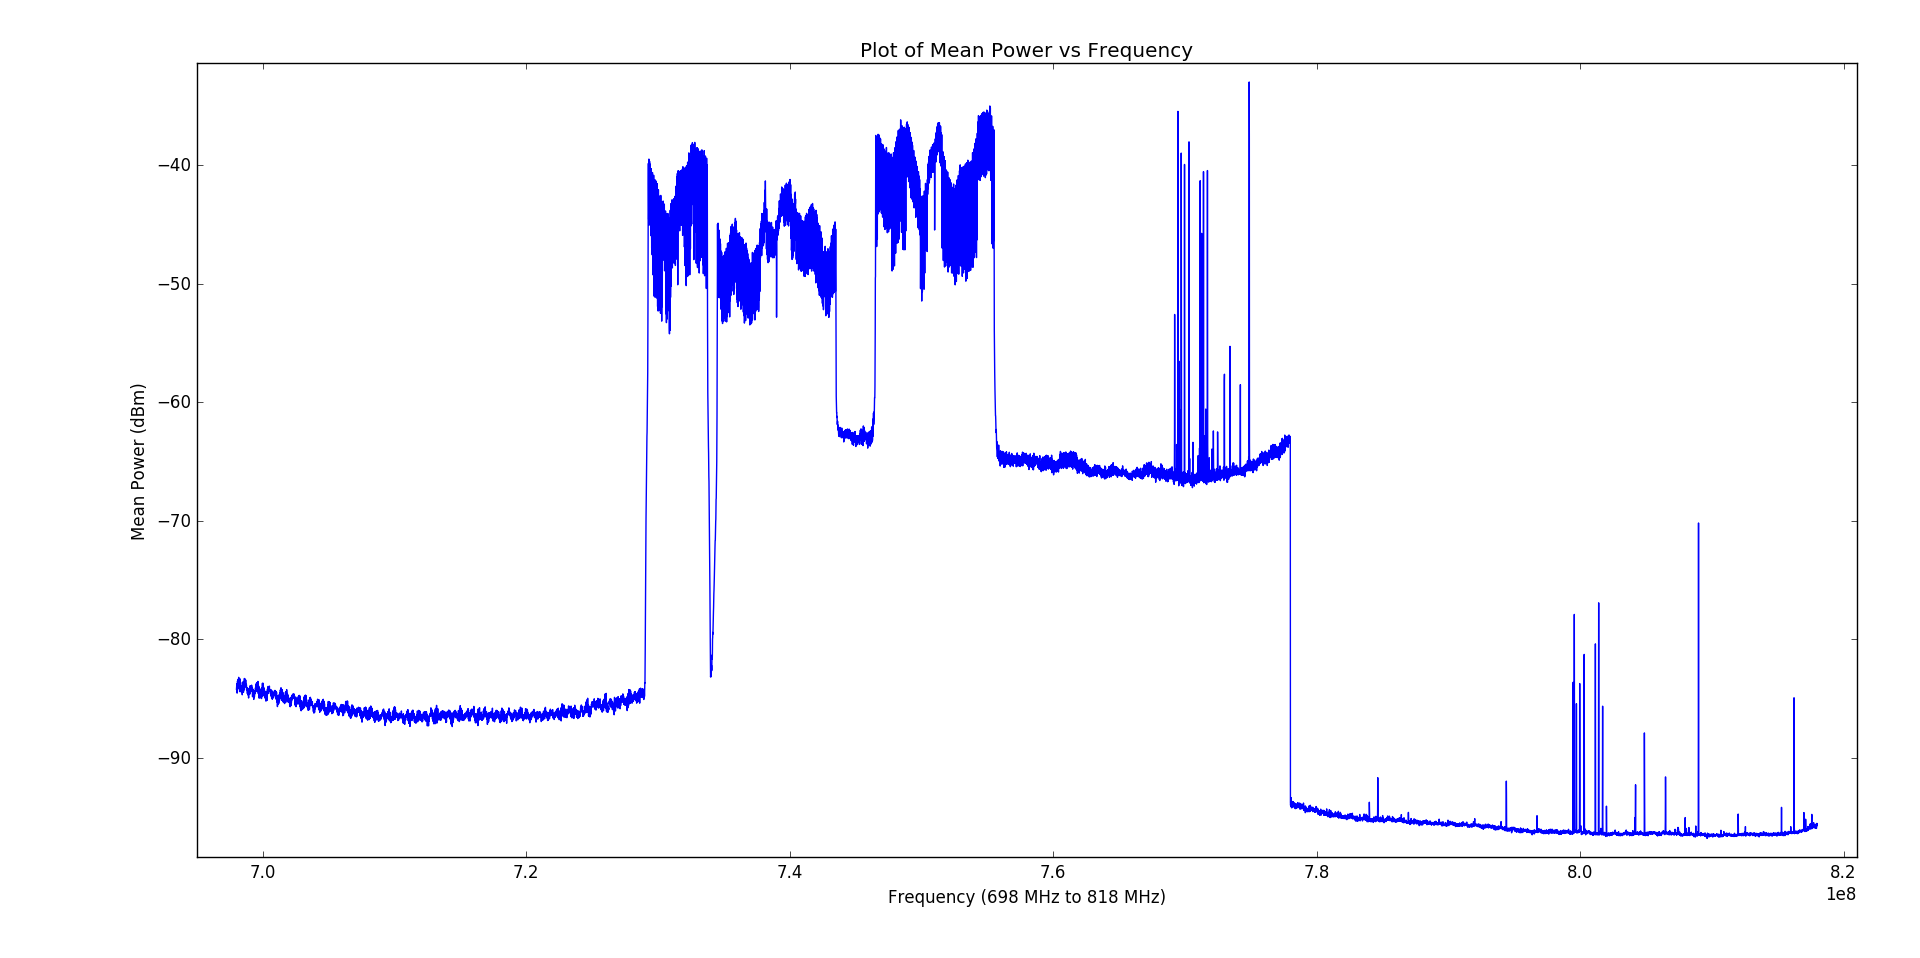 Plot of Mean Power vs Frequency
Mean Power (dBm)
−40
−50
−60
−70
−80
−90
7.0 7.2 7.4 7.6 7.8 8.0 8.2
1e8
Frequency (698 MHz to 818 MHz)